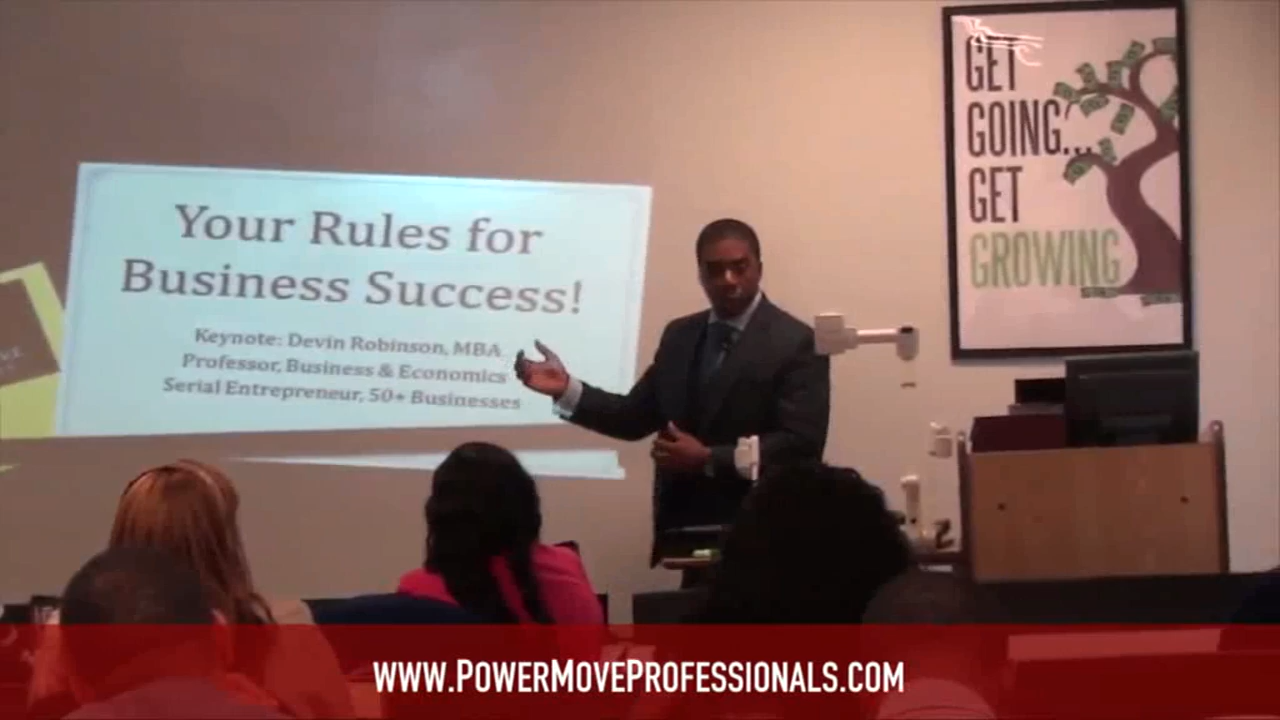 Your Rules for
Business Success!
Keynote: Devin Robinson, MBA
Professor, Business & Economics
Serial Entrepreneur, 50+ Businesses
GET
GOING...
GET
GROWING
WWW.POWERMOVEPROFESSIONALS.COM